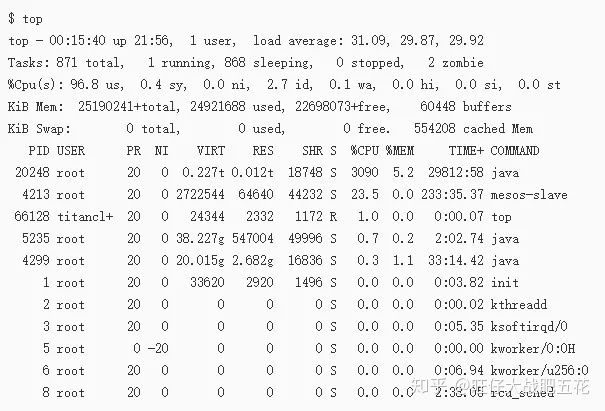 $ top
top - 00:15:40 up 21:56, 1 user, load average: 31.09, 29.87, 29.92
Tasks: 871 total, 1 running, 868 sleeping, 0 stopped, 2 zombie
%Cpu(s): 96.8 us, 0.4 sy, 0.0 ni, 2.7 id, 0.1 wa, 0.0 hi, 0.0 si, 0.0 st
KiB Mem: 25190241+total, 24921688 used, 22698073+free, 60448 buffers
KiB Swap: 0 total, 0 used, 0 free. 554208 cached Mem
PID USER PR NI VIRT RES SHR S %CPU %MEM TIME+ COMMAND
20248 root 20 0 0.227t 0.012t 18748 S 3090 5.2 29812:58 java
4213 root 20 0 2722544 64640 44232 S 23.5 0.0 233:35.37 mesos-slave
66128 titancl+ 20 0 24344 2332 1172 R 1.0 0.0 0:00.07 top
5235 root 20 0 38.227g 547004 49996 S 0.7 0.2 2:02.74 java
4299 root 20 0 20.015g 2.682g 16836 S 0.3 1.1 33:14.42 java
1 root 20 0 33620 2920 1496 S 0.0 0.0 0:03.82 init
2 root 20 0 0 0 0 S 0.0 0.0 0:00.02 kthreadd
3 root 20 0 0 0 0 S 0.0 0.0 0:05.35 ksoftirqd/0
5 root 0 -20 0 0 0 S 0.0 0.0 0:00.00 kworker/0:0H
6 root 20 0 0 0 0 S 0.0 0.0 0:06.94 kworker/u256:0
8 root 20 0 0 0 0 S 0.0 0.0 2:38.05 rcu_sched
知乎 @旺仔大战肥五花